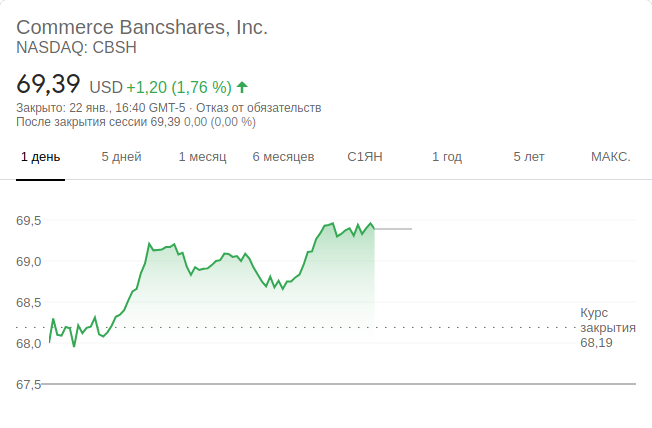 Commerce Bancshares, Inc.
NASDAQ: CBSH
69,39 USD +1,20 (1,76 %)
Закрыто: 22 янв., 16:40 GMT-5 · Отказ от обязательств
После закрытия сессии 69,39 0,00 (0,00 %)
1 день 5 дней 1 месяц 6 месяцев С1ЯН 1 год 5 лет МАКС.
69,5
69,0
68,5
Курс
закрытия
68,19
68,0
67,5